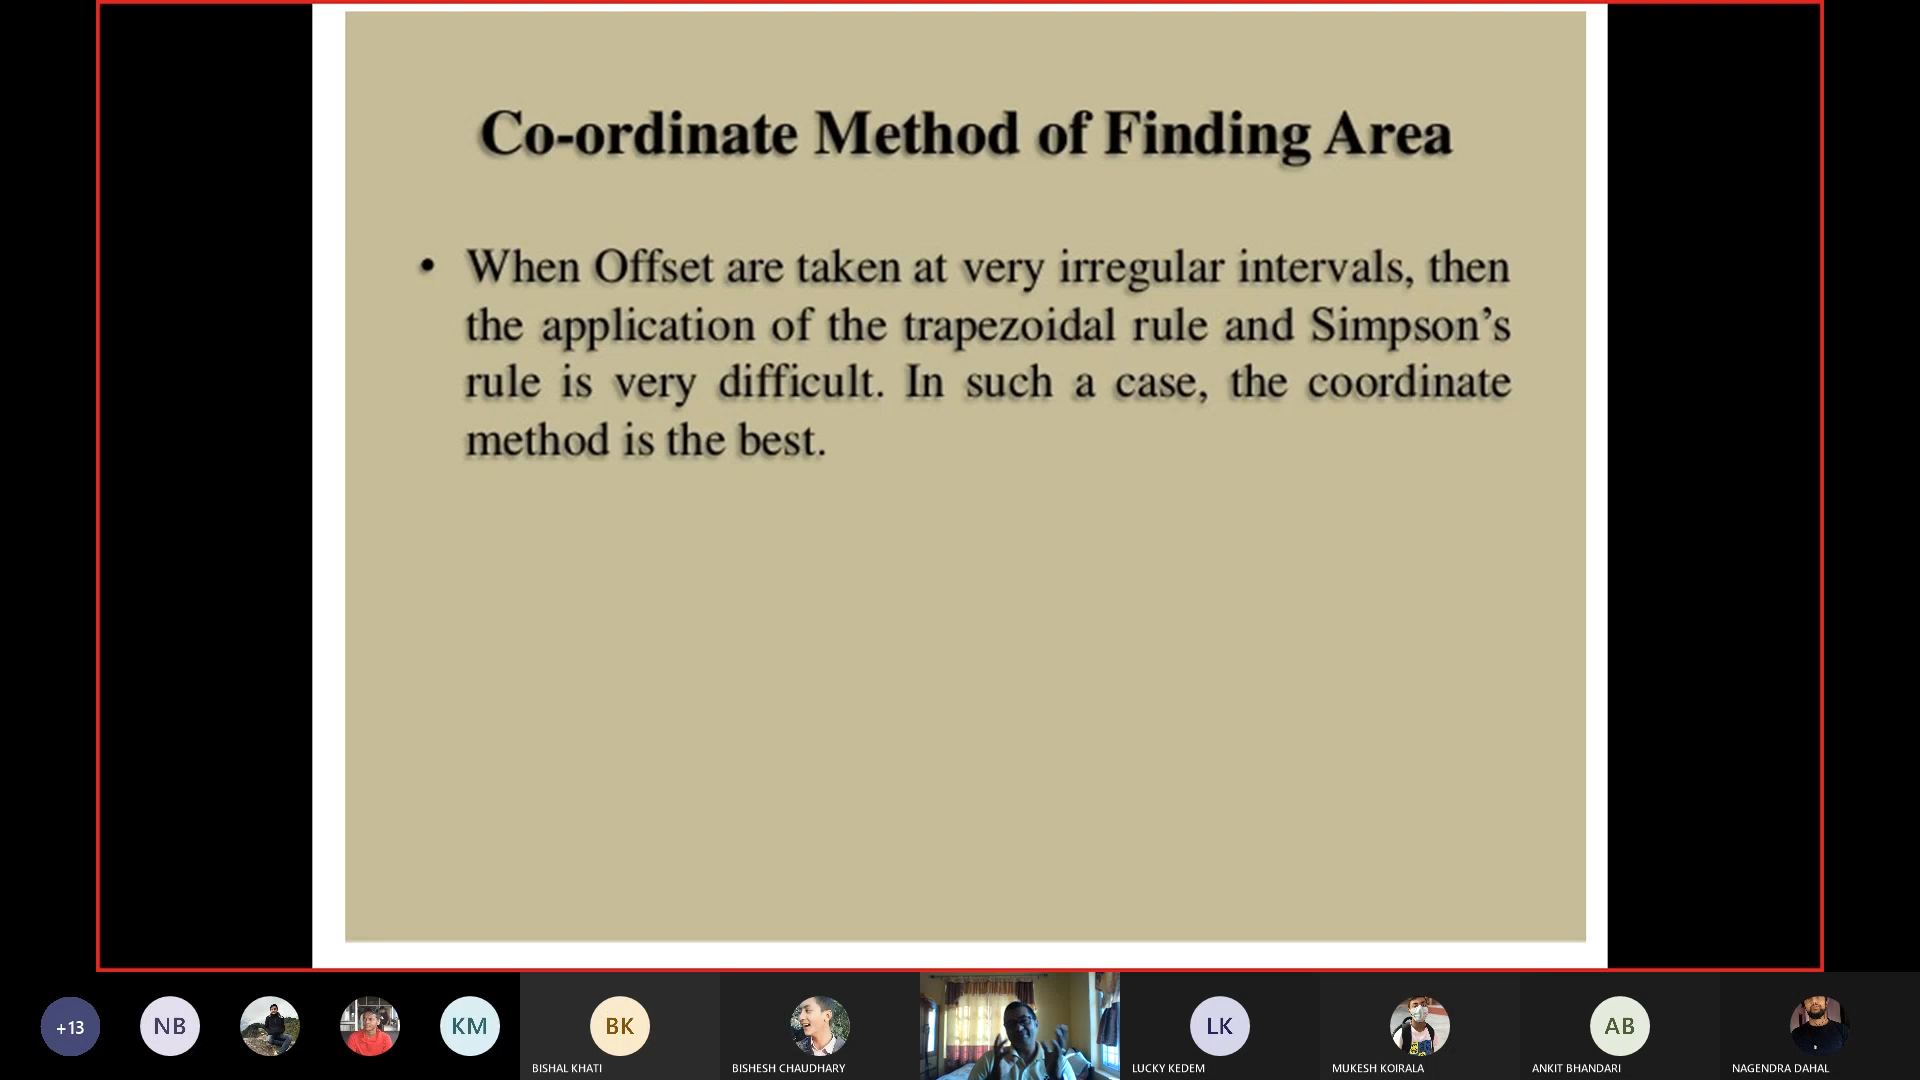 Co-ordinate Method of Finding Area
• When Offset are taken at very irregular intervals, then
the application of the trapezoidal rule and Simpson’s
rule is very difficult. In such a case, the coordinate
method is the best.
+13
NB
KM
BK
BISHAL KHATI
BISHESH CHAUDHARY
LK
LUCKY KEDEM
MUKESH KOIRALA
AB
ANKIT BHANDARI
NAGENDRA DAHAL